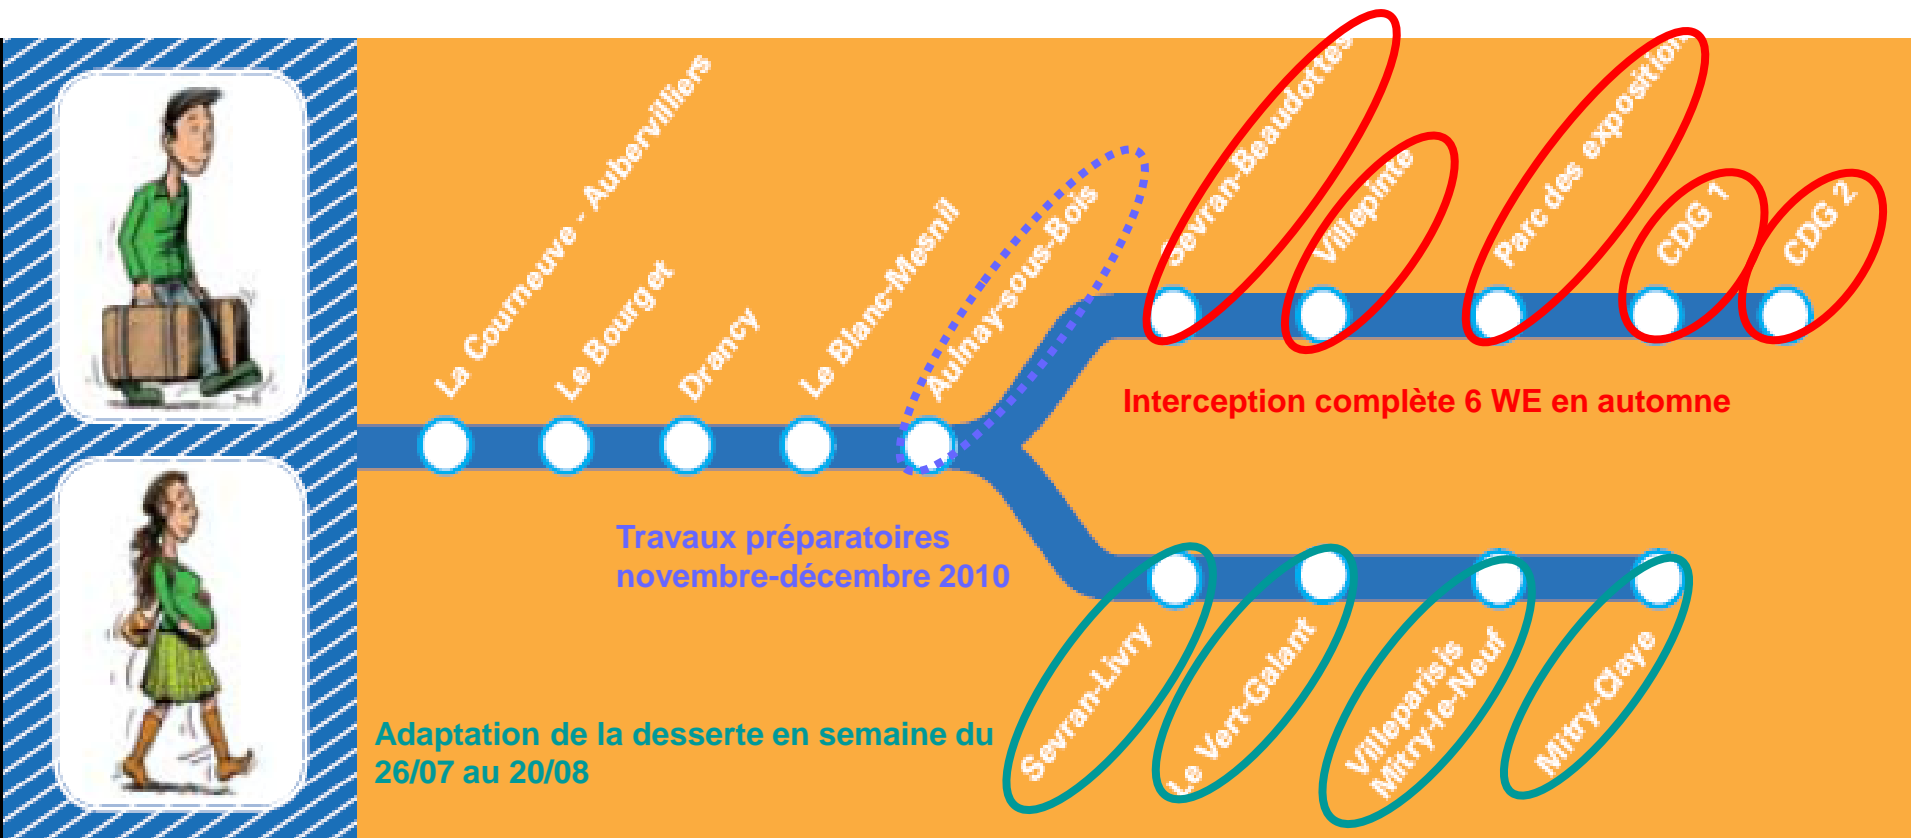 La Courneuve - Aubervilliers
Le Bourget
Drancy
Le Blanc-Mesnil
Aulnay-sous-Bois
Sevran-Beaudottes
Villepinte
Parc des exposition
CDG 1
CDG 2
Interception complète 6 WE en automne
Travaux préparatoires
novembre-décembre 2010
Sevran-Livry
Le Vert-Galant
Villeparisis
Mitry-le-Neuf
Mitry-Claye
Adaptation de la desserte en semaine du
26/07 au 20/08